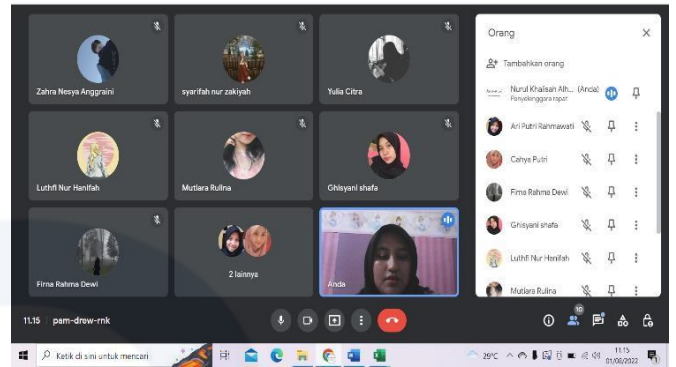 Zahra Nesya Anggraini
syarifah nur zakiyah
Yulia Citra
Luthfi Nur Hanifah
Mutiara Rulina
Ghisyani shafa
Firna Rahma Dewi
2 lainnya
Anda
Orang
Tambahkan orang
Nurul Khalisah Alh... (Anda)
Penyelenggara rapat
Ari Putri Rahmawati
Cahya Putri
Firna Rahma Dewi
Ghisyani shafa
Luthfi Nur Hanifah
Mutiara Rulina
11.15 pam-drow-rnk
10
Ketik di sini untuk mencari
29°C
11.15
01/08/2022